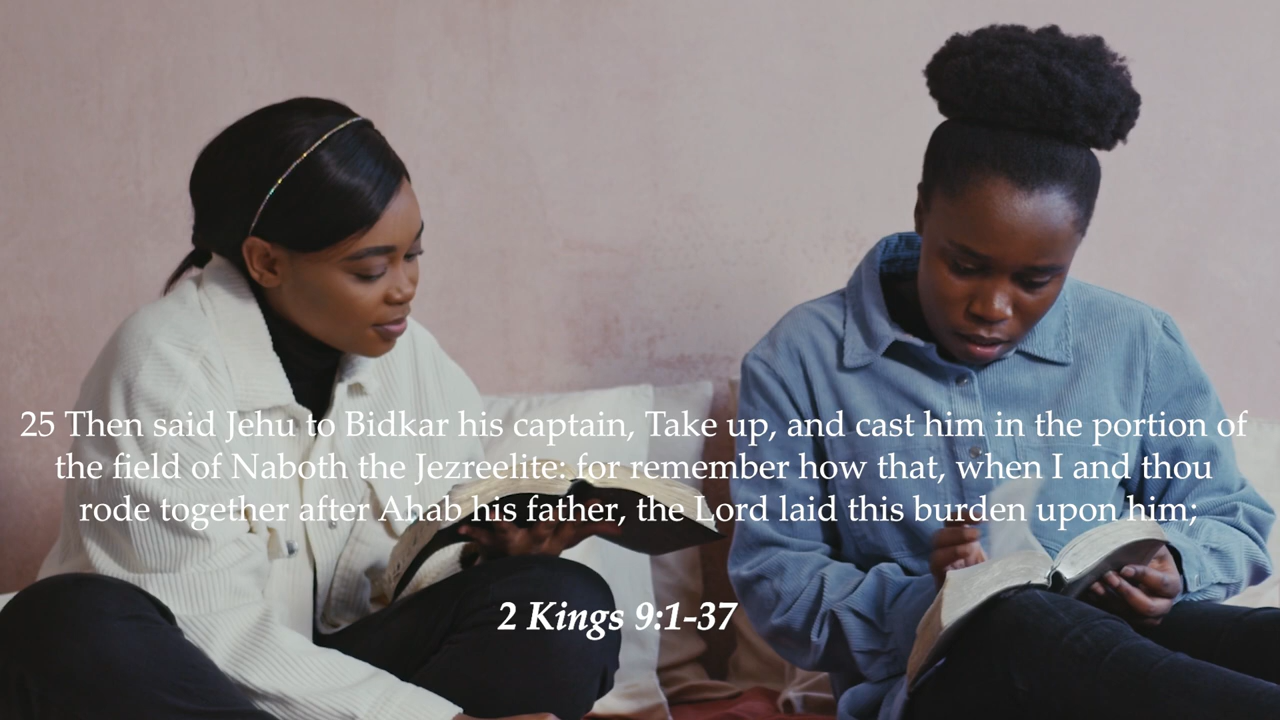 25 Then said Jehu to Bidkar his captain, Take up, and cast him in the portion of
the field of Naboth the Jezreelite: for remember how that, when I and thou
rode together after Ahab his father, the Lord laid this burden upon him;
2 Kings 9:1-37